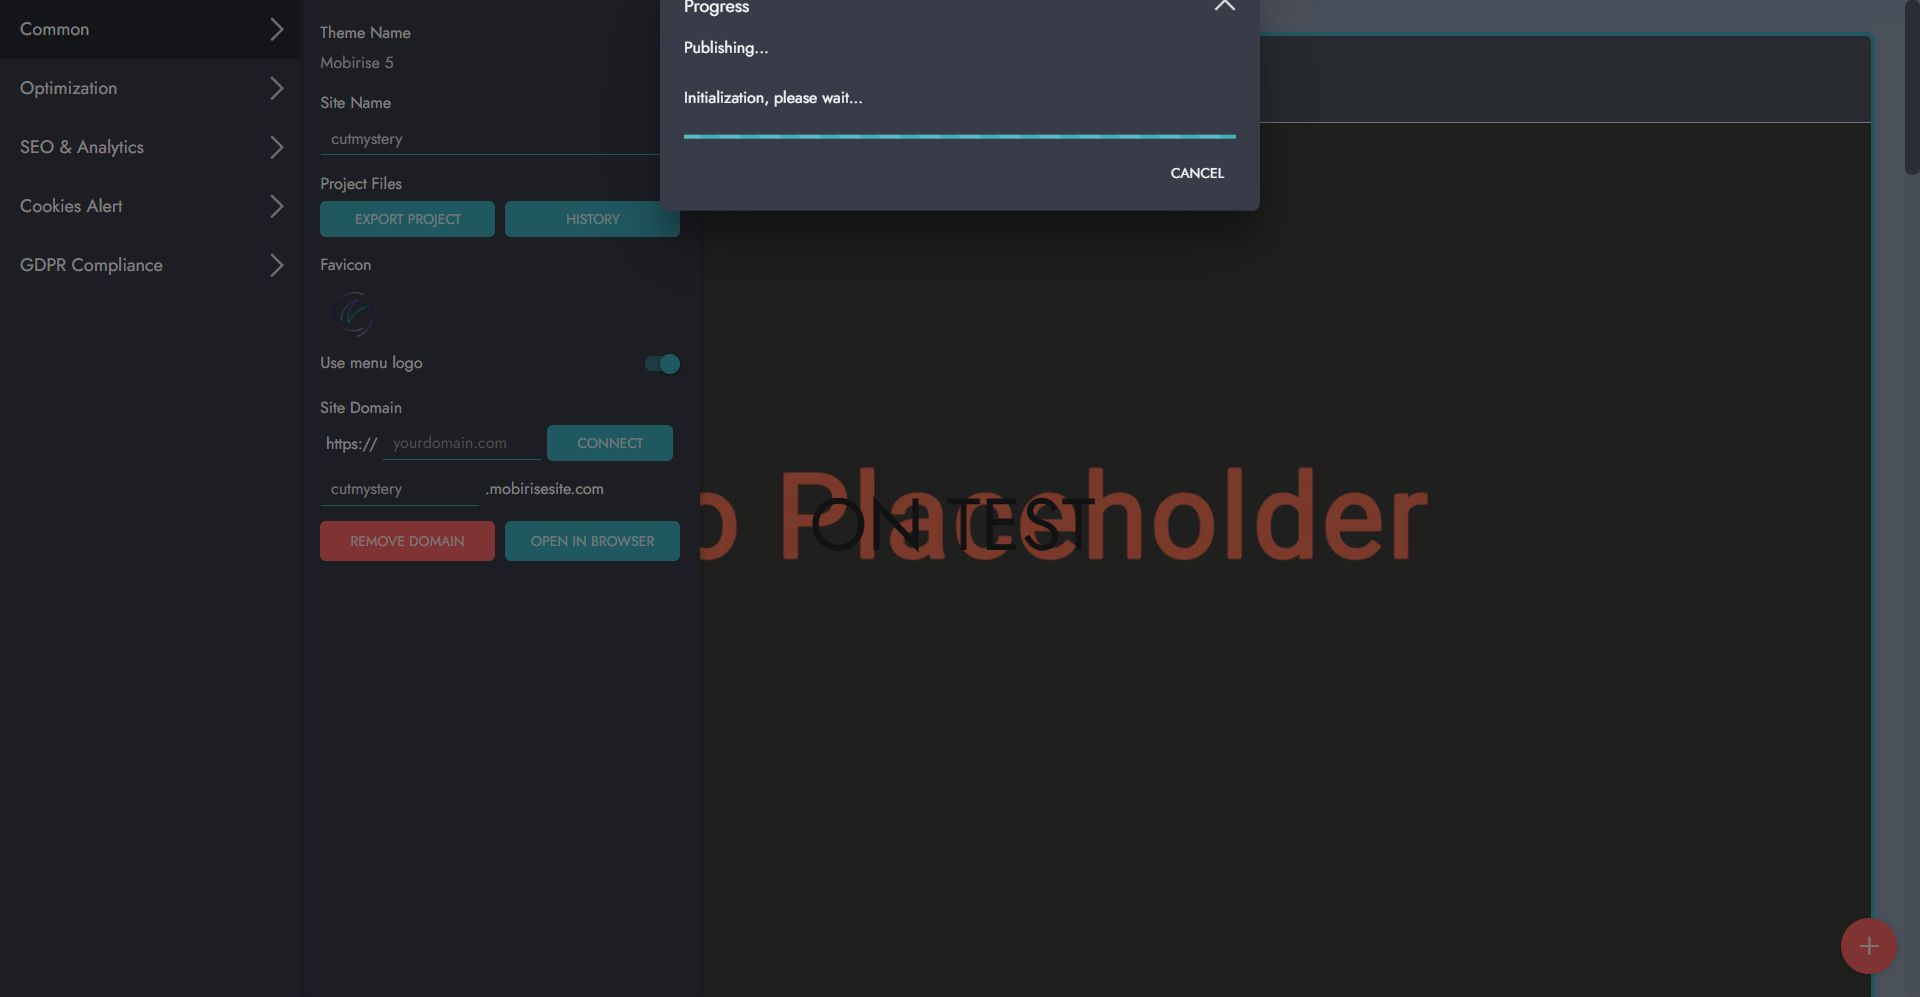 Common
Optimization
SEO & Analytics
Cookies Alert
GDPR Compliance
Theme Name
Mobirise 5
Site Name
cutmystery
Project Files
EXPORT PROJECT
HISTORY
Favicon
Use menu logo
Site Domain
https://
yourdomain.com
CONNECT
cutmystery
.mobirisesite.com
REMOVE DOMAIN
OPEN IN BROWSER
Progress
Publishing...
Initialization, please wait...
CANCEL
o Placeholder
ON TEST